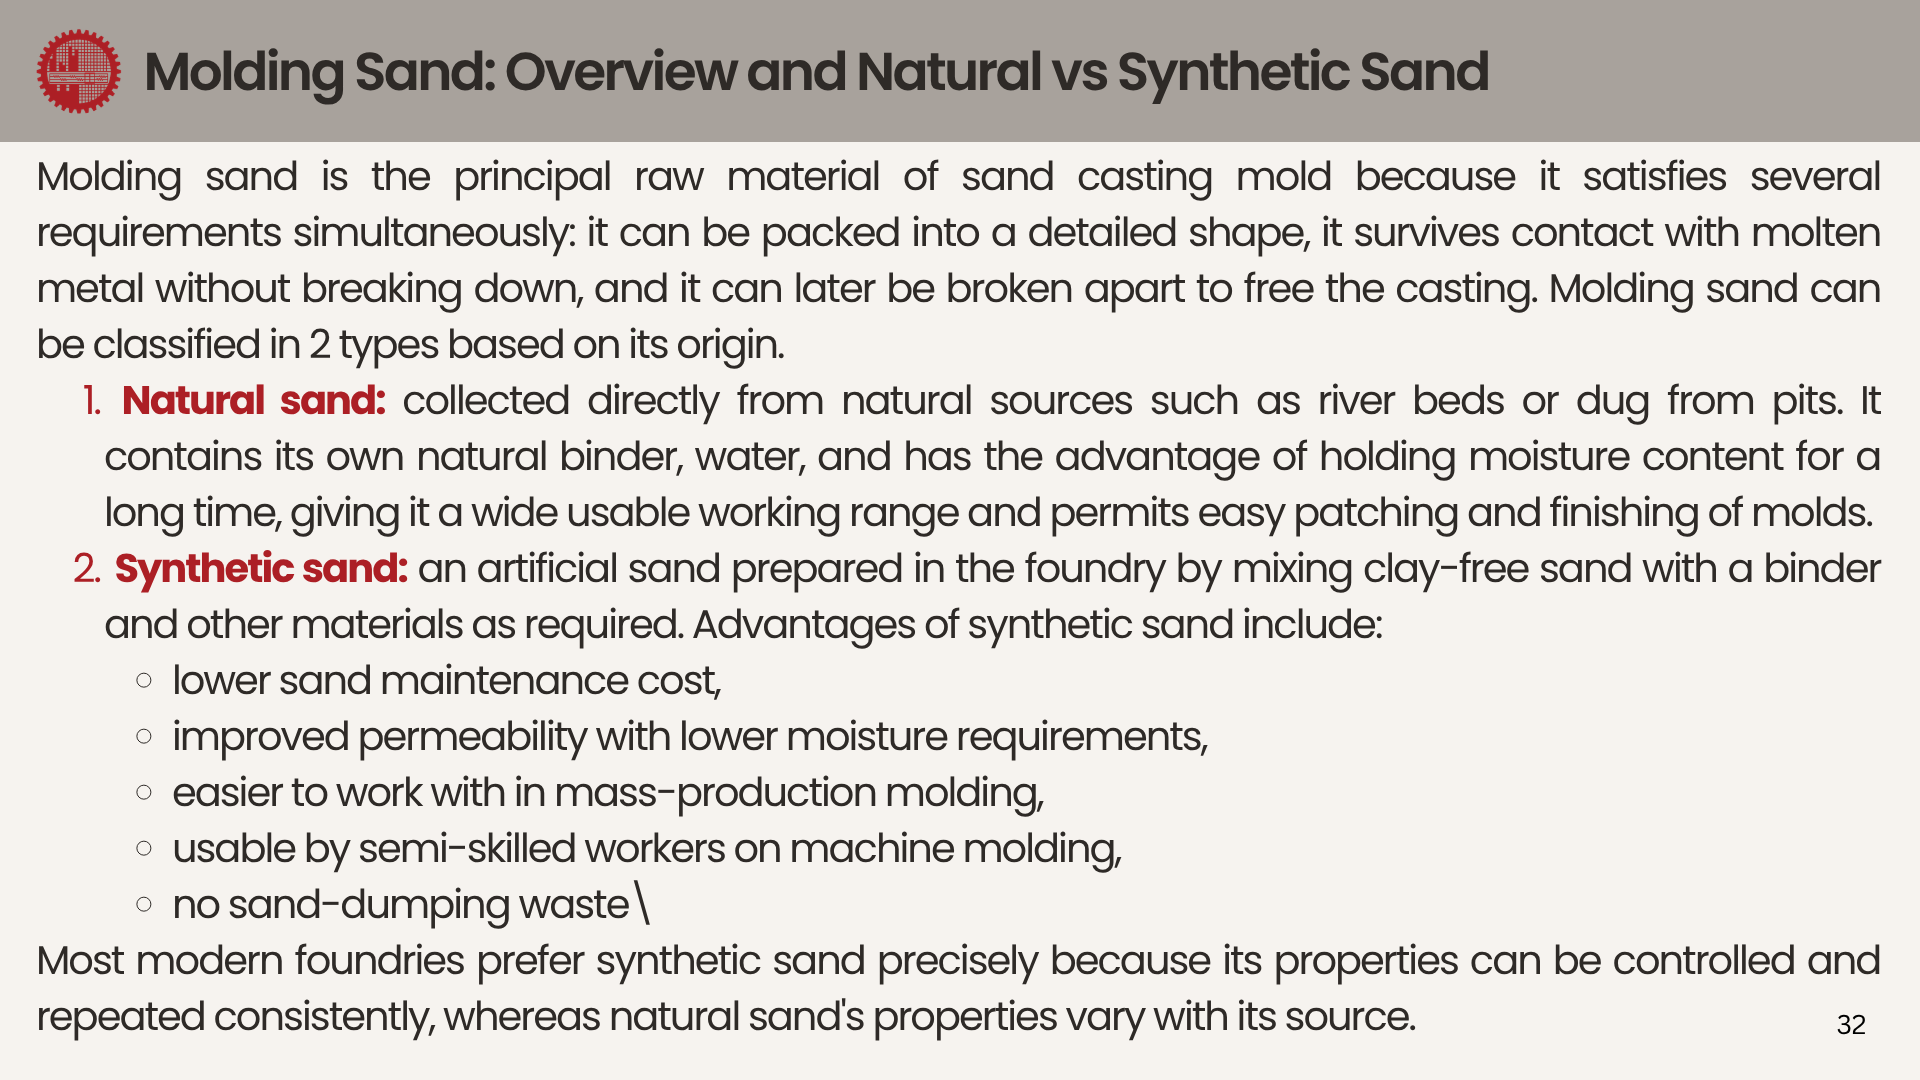 Molding Sand: Overview and Natural vs Synthetic Sand
Molding sand is the principal raw material of sand casting mold because it satisfies several
requirements simultaneously: it can be packed into a detailed shape, it survives contact with molten
metal without breaking down, and it can later be broken apart to free the casting. Molding sand can
be classified in 2 types based on its origin.
1. Natural sand: collected directly from natural sources such as river beds or dug from pits. It
contains its own natural binder, water, and has the advantage of holding moisture content for a
long time, giving it a wide usable working range and permits easy patching and finishing of molds.
2. Synthetic sand: an artificial sand prepared in the foundry by mixing clay-free sand with a binder
and other materials as required. Advantages of synthetic sand include:
○ lower sand maintenance cost,
○ improved permeability with lower moisture requirements,
○ easier to work with in mass-production molding,
○ usable by semi-skilled workers on machine molding,
○ no sand-dumping waste\
Most modern foundries prefer synthetic sand precisely because its properties can be controlled and
repeated consistently, whereas natural sand's properties vary with its source.
32